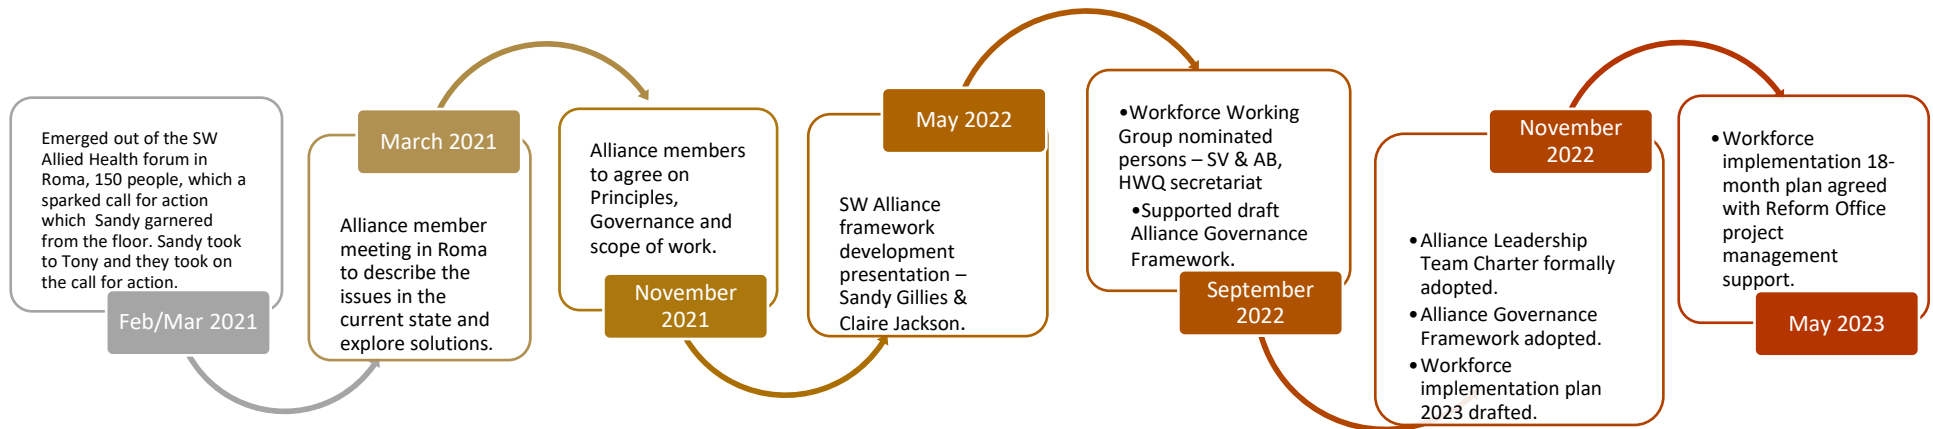 Emerged out of the SW
Allied Health forum in
Roma, 150 people, which a
sparked call for action
which  Sandy garnered
from the floor. Sandy took
to Tony and they took on
the call for action.
Feb/Mar 2021
March 2021
Alliance member
meeting in Roma
to describe the
issues in the
current state and
explore solutions.
Alliance members
to agree on
Principles,
Governance and
scope of work.
November
2021
May 2022
SW Alliance
framework
development
presentation –
Sandy Gillies &
Claire Jackson.
•Workforce Working
Group nominated
persons – SV & AB,
HWQ secretariat
•Supported draft
Alliance Governance
Framework.
September
2022
November
2022
•Alliance Leadership
Team Charter formally
adopted.
•Alliance Governance
Framework adopted.
•Workforce
implementation plan
2023 drafted.
•Workforce
implementation 18-
month plan agreed
with Reform Office
project
management
support.
May 2023